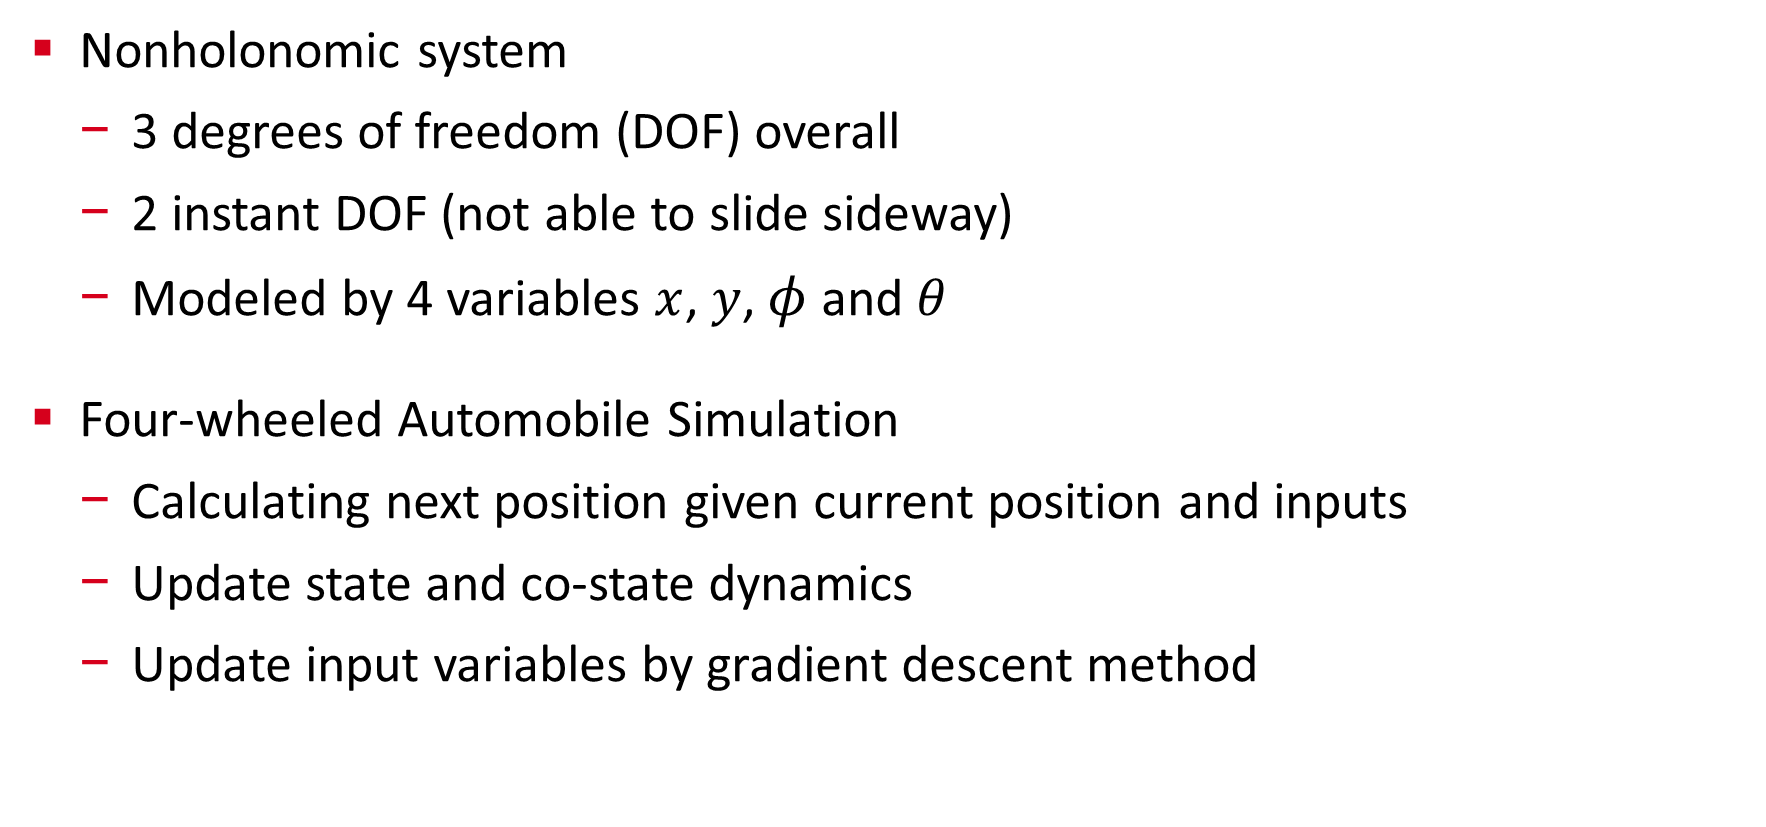 ▪ Nonholonomic system
– 3 degrees of freedom (DOF) overall
– 2 instant DOF (not able to slide sideway)
– Modeled by 4 variables 𝑥, 𝑦, 𝜙 and 𝜃
▪ Four-wheeled Automobile Simulation
– Calculating next position given current position and inputs
– Update state and co-state dynamics
– Update input variables by gradient descent method